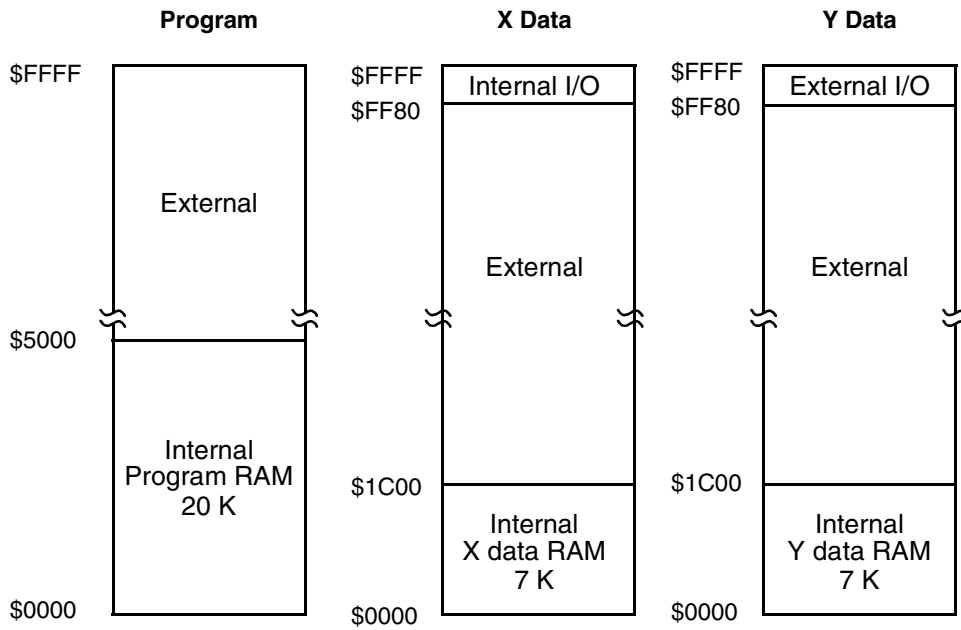 Program
X Data
Y Data
$FFFF
External
$5000
Internal
Program RAM
20 K
$0000
$FFFF
Internal I/O
$FF80
External
$1C00
Internal
X data RAM
7 K
$0000
$FFFF
External I/O
$FF80
External
$1C00
Internal
Y data RAM
7 K
$0000